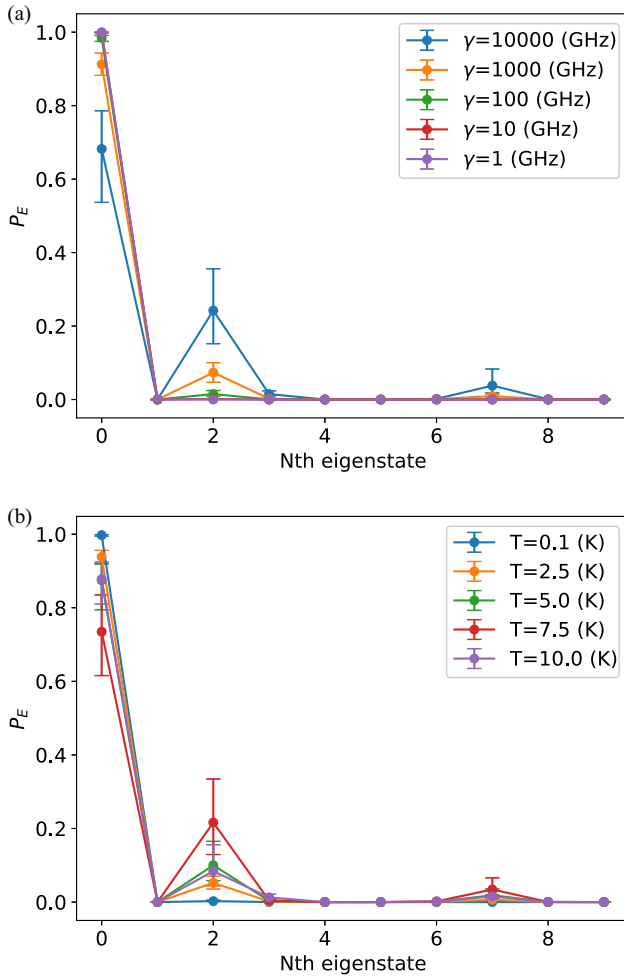 (a)
1.0
0.8
0.6
0.4
0.2
0.0
P_E
γ=10000 (GHz)
γ=1000 (GHz)
γ=100 (GHz)
γ=10 (GHz)
γ=1 (GHz)
0 2 4 6 8
Nth eigenstate
(b)
1.0
0.8
0.6
0.4
0.2
0.0
P_E
T=0.1 (K)
T=2.5 (K)
T=5.0 (K)
T=7.5 (K)
T=10.0 (K)
0 2 4 6 8
Nth eigenstate